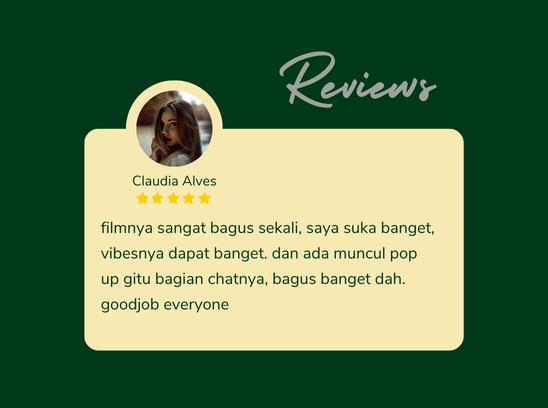 Reviews
Claudia Alves
filmnya sangat bagus sekali, saya suka banget,
vibesnya dapat banget. dan ada muncul pop
up gitu bagian chatnya, bagus banget dah.
goodjob everyone